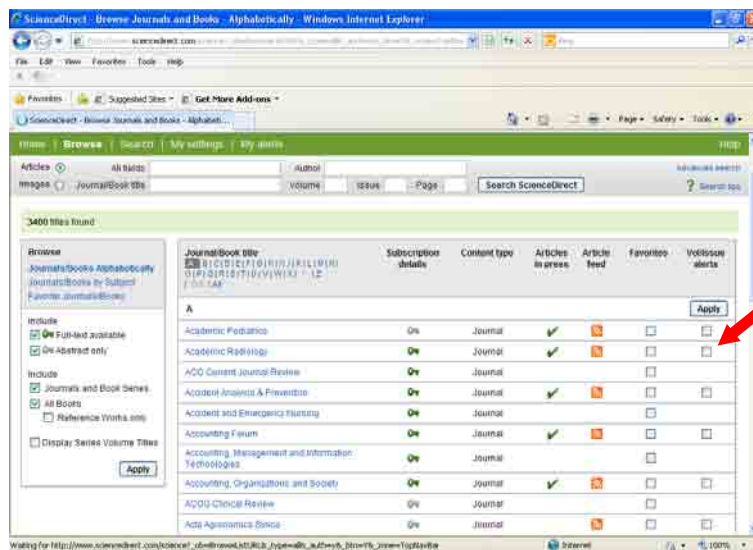 ScienceDirect - Browse Journals and Books - Alphabetically - Windows Internet Explorer
File Edit View Favorites Tools Help
Favorites Suggested Sites Get More Add-ons
ScienceDirect - Browse Journals and Books - Alphabeti...
Page Safety Tools
Home Browse Search My settings My alerts Help
Articles All fields Author Advanced search
Images Journal/Book title Volume Issue Page Search ScienceDirect Search tips
3400 titles found
Browse
Journals/Books Alphabetically
Journals/Books by Subject
Favorite Journals/Books
Include
Full-text available
Abstract only
Include
Journals and Book Series
All Books
Reference Works only
Display Series Volume Titles
Apply
Journal/Book title Subscription details Content type Articles in press Article feed Favorites Vol/Issue alerts
A Apply
Academic Pediatrics Journal
Academic Radiology Journal
ACC Current Journal Review Journal
Accident Analysis & Prevention Journal
Accident and Emergency Nursing Journal
Accounting Forum Journal
Accounting, Management and Information Technologies Journal
Accounting, Organizations and Society Journal
ACOG Clinical Review Journal
Acta Agronomica Sinica Journal
Internet 100%